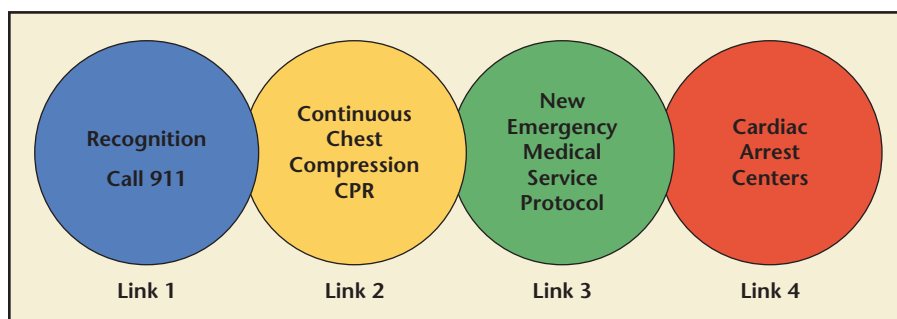 Recognition
Call 911
Continuous
Chest
Compression
CPR
New
Emergency
Medical
Service
Protocol
Cardiac
Arrest
Centers
Link 1
Link 2
Link 3
Link 4